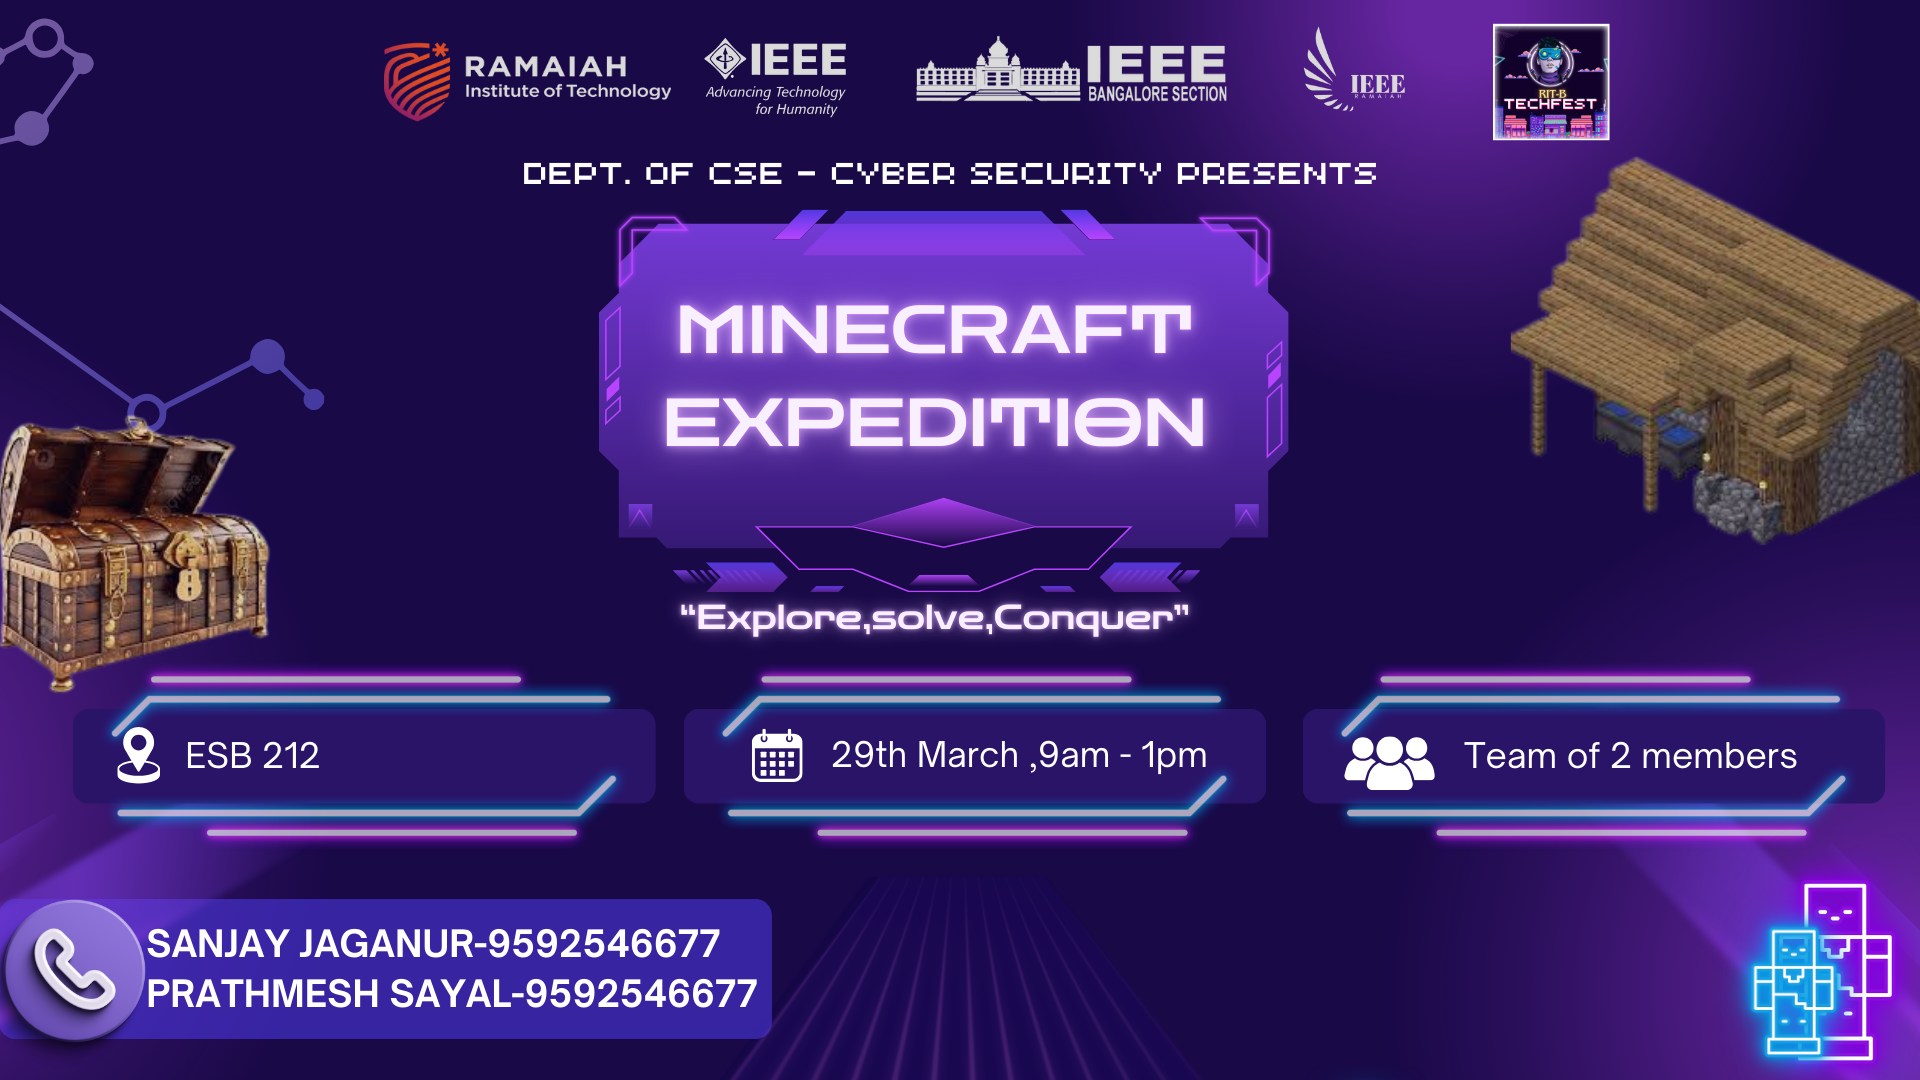 RAMAIAH
Institute of Technology
IEEE
Advancing Technology
for Humanity
IEEE
BANGALORE SECTION
IEEE
RAMAIAH
RIT-B
TECHFEST
DEPT. OF CSE - CYBER SECURITY PRESENTS
MINECRAFT
EXPEDITION
“Explore,solve,Conquer”
ESB 212
29th March ,9am - 1pm
Team of 2 members
SANJAY JAGANUR-9592546677
PRATHMESH SAYAL-9592546677